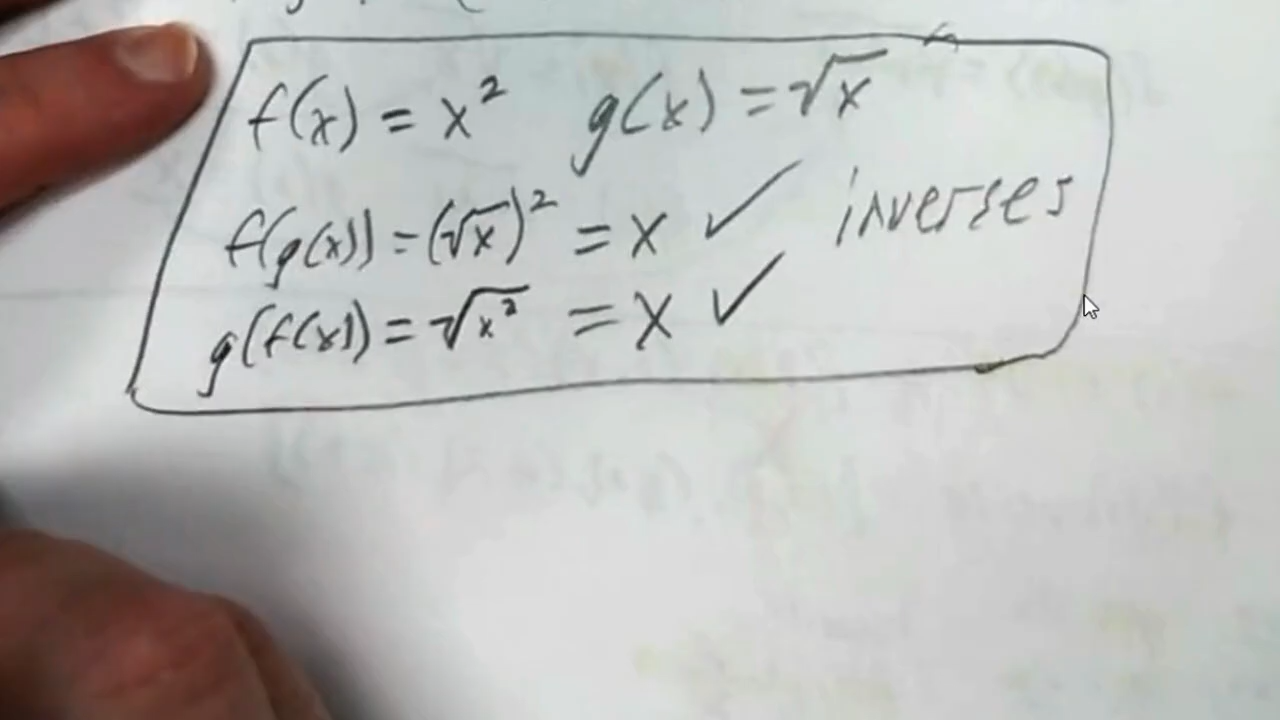 f(x) = x² g(x) = √x
f(g(x)) = (√x)² = x ✓ inverses
g(f(x)) = √x² = x ✓